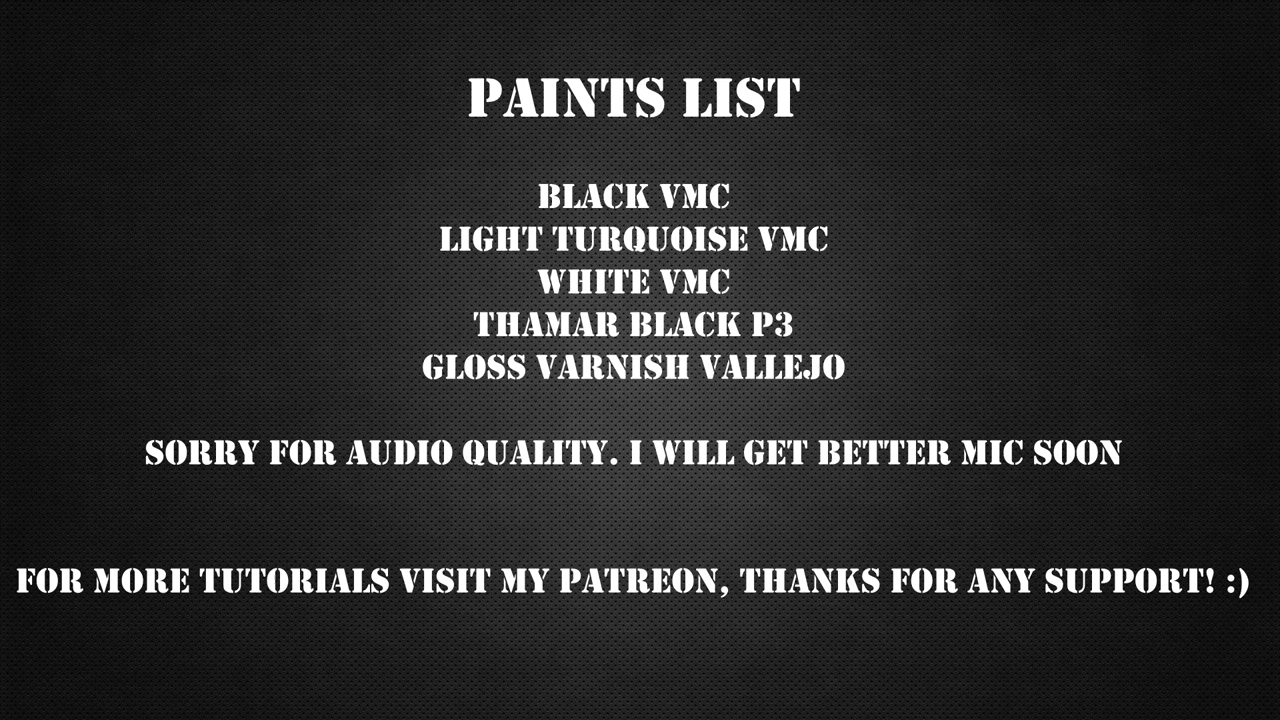 PAINTS LIST
BLACK VMC
LIGHT TURQUOISE VMC
WHITE VMC
THAMAR BLACK P3
GLOSS VARNISH VALLEJO
SORRY FOR AUDIO QUALITY. I WILL GET BETTER MIC SOON
FOR MORE TUTORIALS VISIT MY PATREON, THANKS FOR ANY SUPPORT! :)